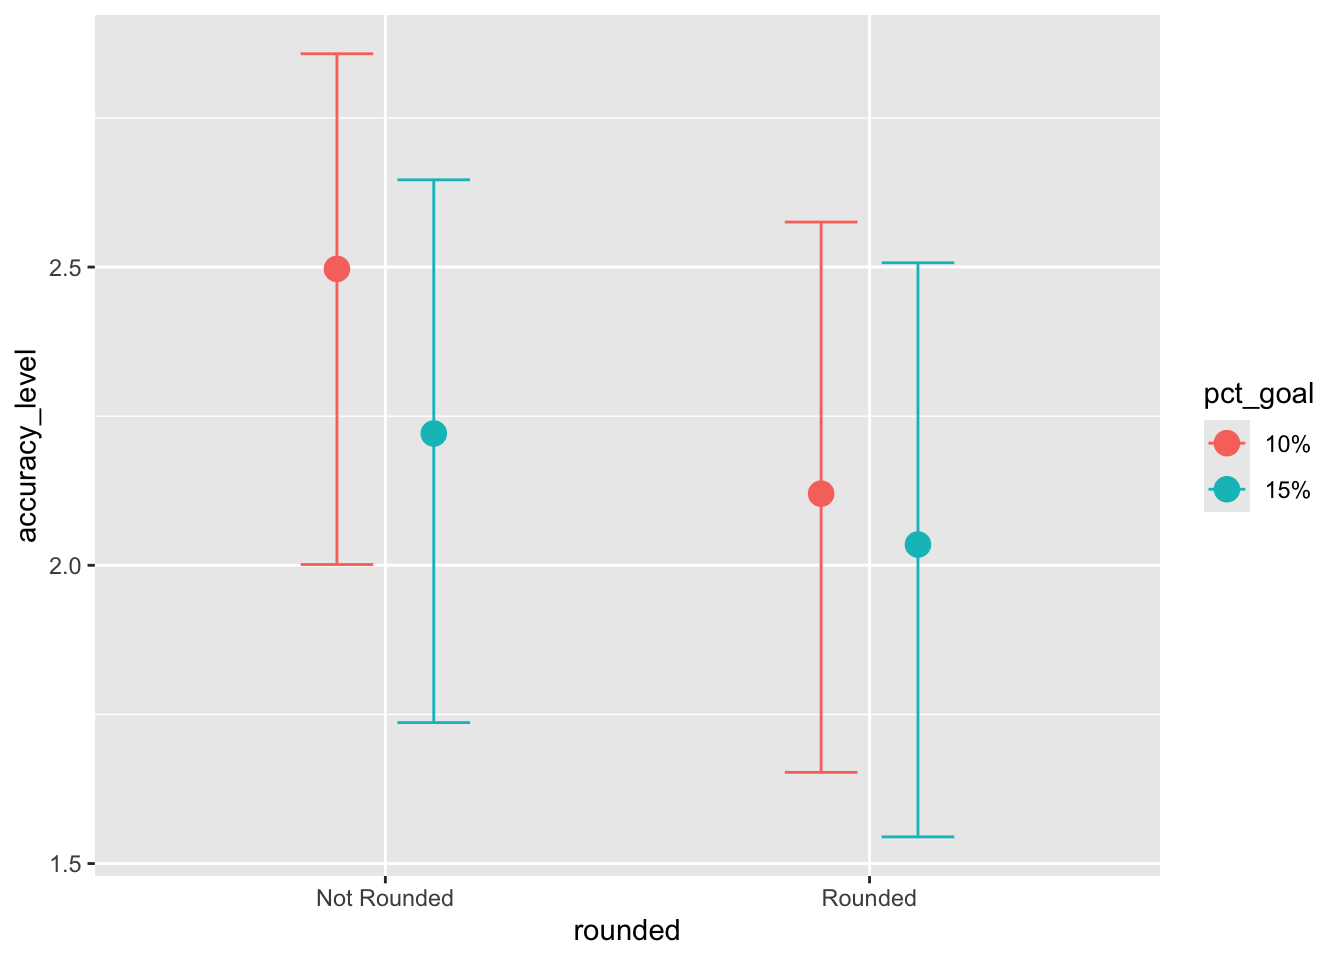 accuracy_level
2.5
2.0
1.5
Not Rounded
Rounded
rounded
pct_goal
10%
15%